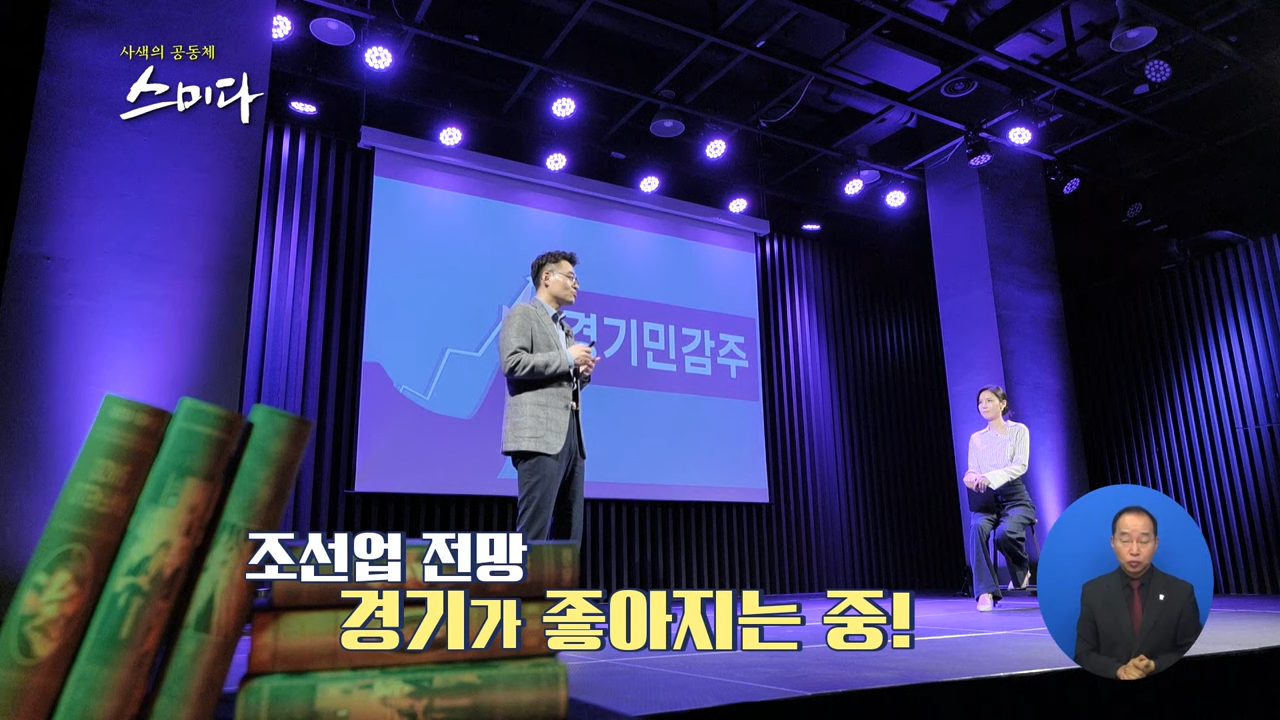 사색의 공동체
스미다
경기민감주
조선업 전망
경기가 좋아지는 중!